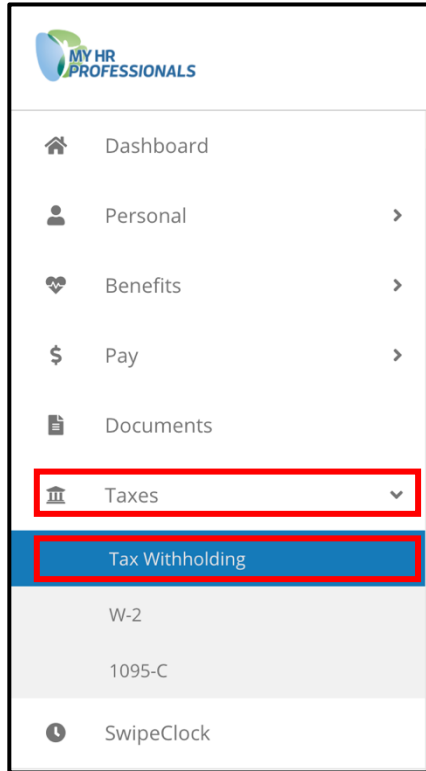 MY HR
PROFESSIONALS
Dashboard
Personal
Benefits
$ Pay
Documents
Taxes
Tax Withholding
W-2
1095-C
SwipeClock